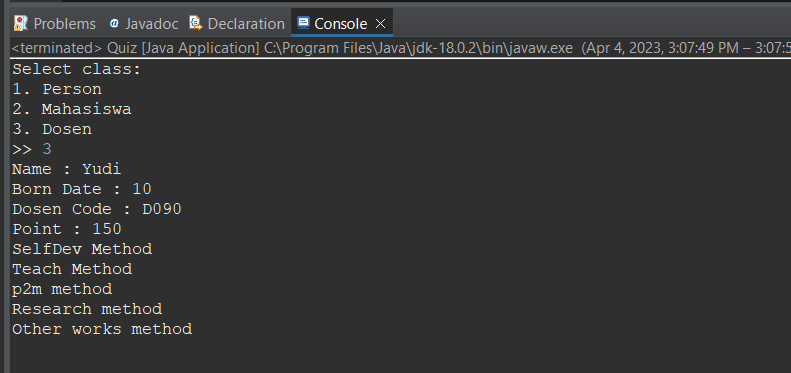 Problems Javadoc Declaration Console
<terminated> Quiz [Java Application] C:\Program Files\Java\jdk-18.0.2\bin\javaw.exe (Apr 4, 2023, 3:07:49 PM – 3:07:5
Select class:
1. Person
2. Mahasiswa
3. Dosen
>> 3
Name : Yudi
Born Date : 10
Dosen Code : D090
Point : 150
SelfDev Method
Teach Method
p2m method
Research method
Other works method